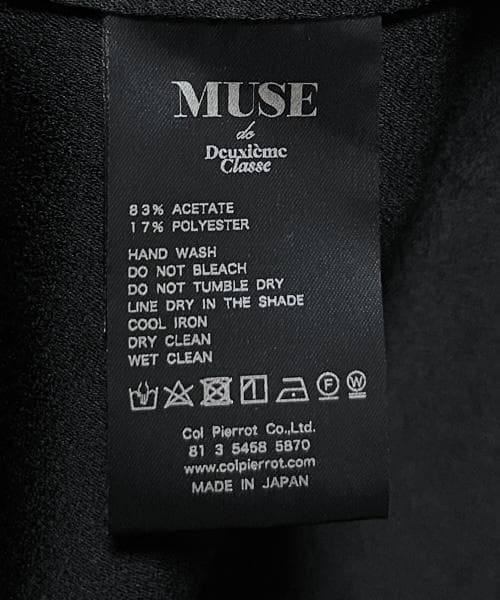 MUSE
de
Deuxième
Classe
83% ACETATE
17% POLYESTER
HAND WASH
DO NOT BLEACH
DO NOT TUMBLE DRY
LINE DRY IN THE SHADE
COOL IRON
DRY CLEAN
WET CLEAN
F W
Col Pierrot Co.,Ltd.
81 3 5458 5870
www.colpierrot.com
MADE IN JAPAN